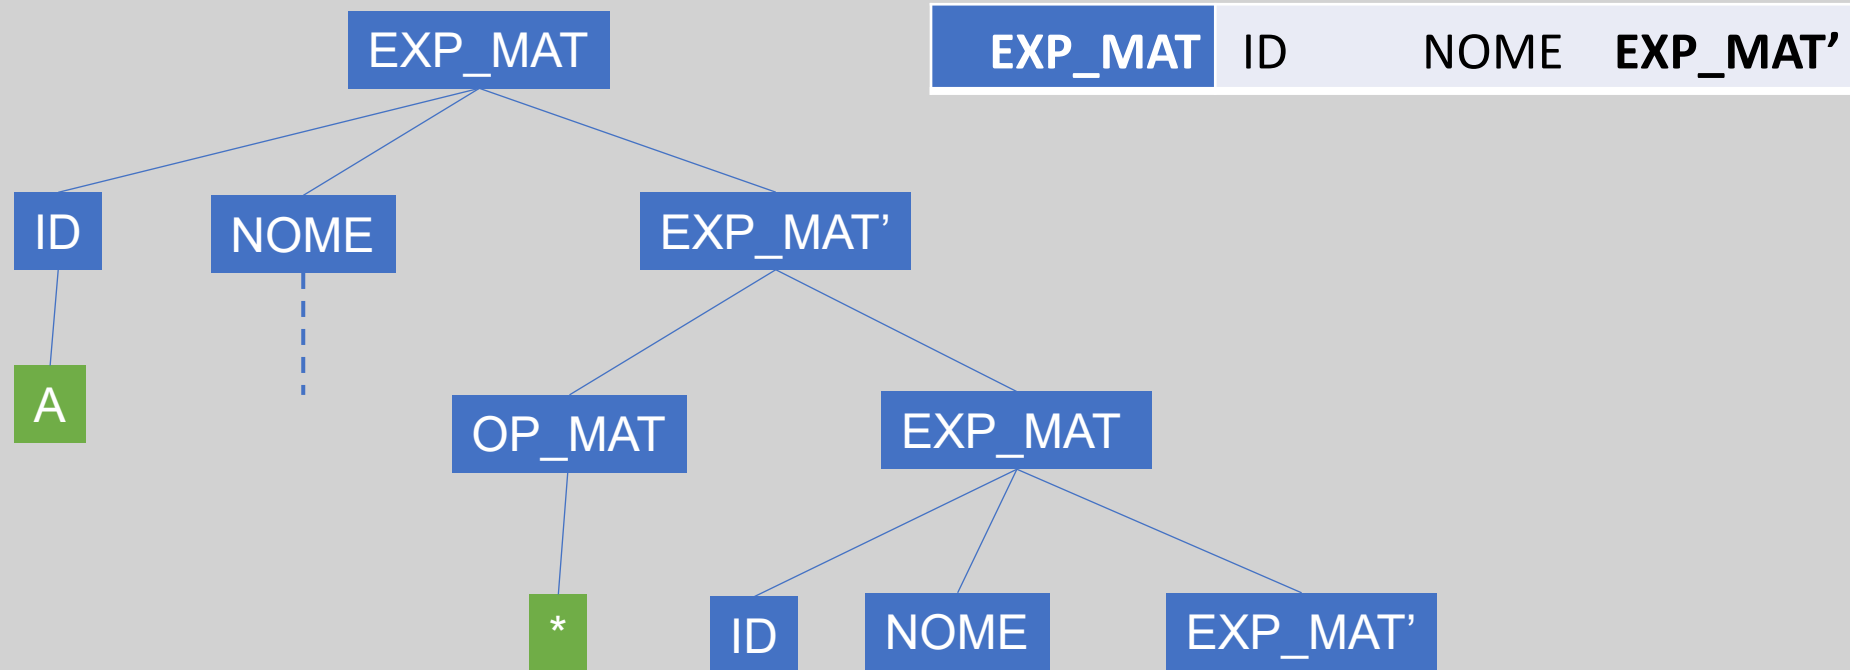 EXP_MAT
EXP_MAT ID NOME EXP_MAT’
ID NOME EXP_MAT’
A
OP_MAT EXP_MAT
* ID NOME EXP_MAT’